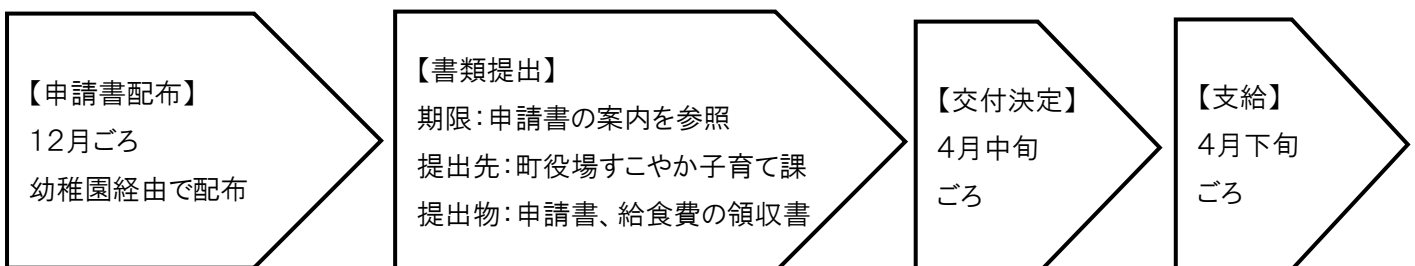 【申請書配布】
12月ごろ
幼稚園経由で配布
【書類提出】
期限：申請書の案内を参照
提出先：町役場すこやか子育て課
提出物：申請書、給食費の領収書
【交付決定】
4月中旬
ごろ
【支給】
4月下旬
ごろ